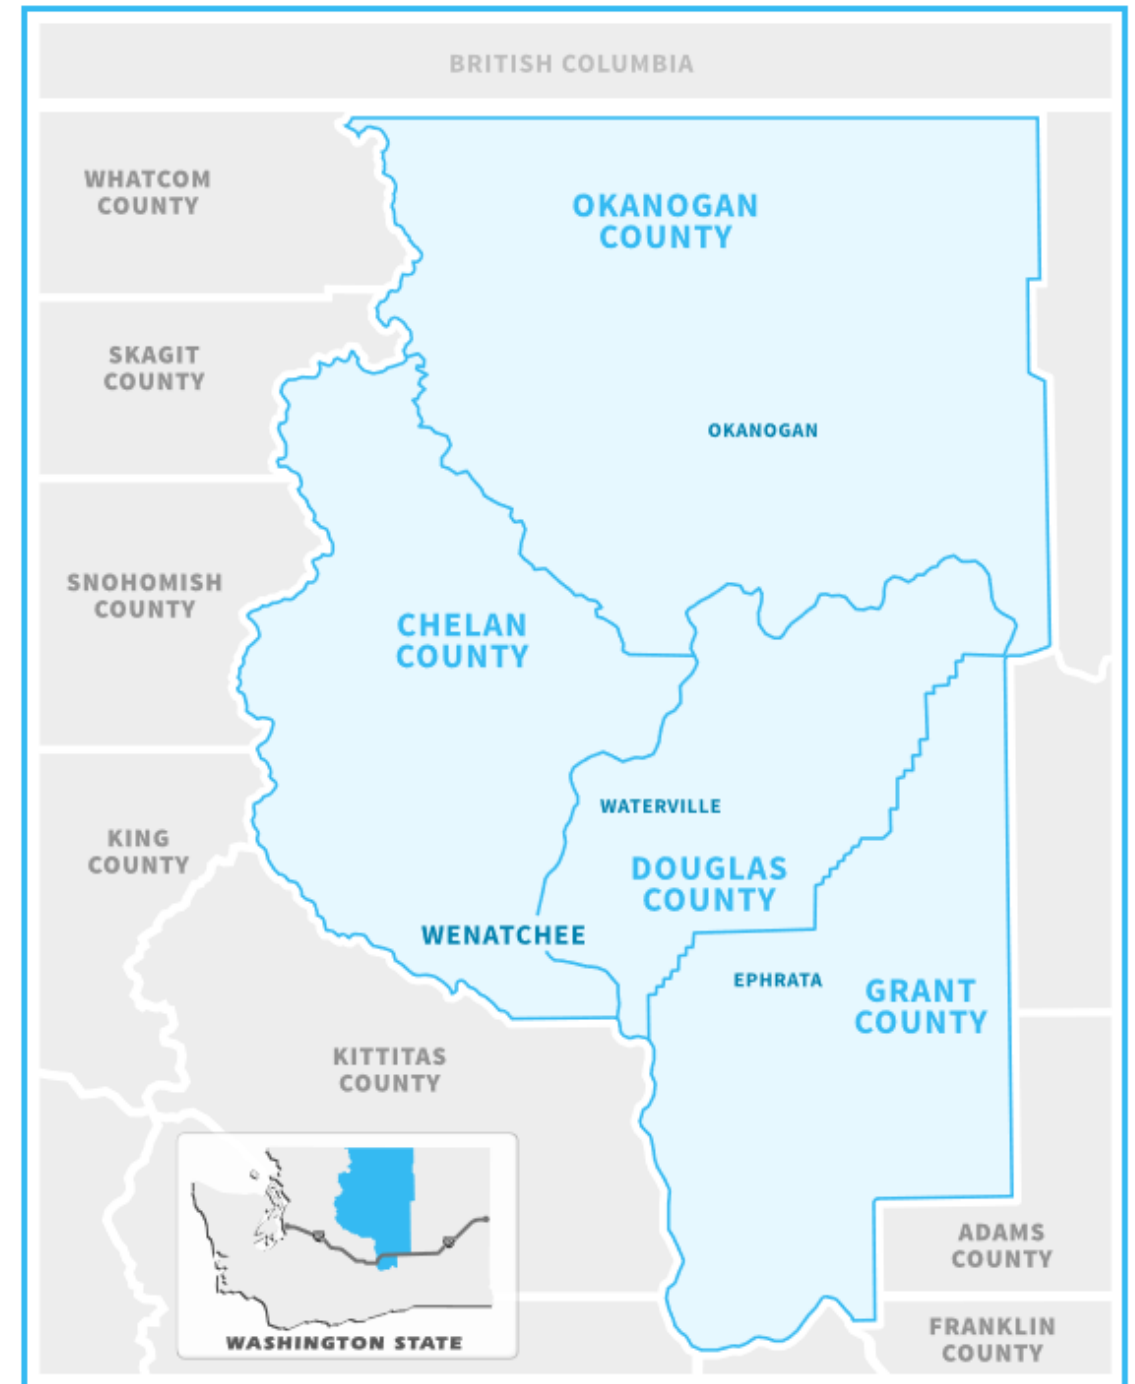 BRITISH COLUMBIA
WHATCOM
COUNTY
OKANOGAN
COUNTY
SKAGIT
COUNTY
OKANOGAN
SNOHOMISH
COUNTY
CHELAN
COUNTY
WATERVILLE
KING
COUNTY
DOUGLAS
COUNTY
WENATCHEE
EPHRATA
GRANT
COUNTY
KITTITAS
COUNTY
ADAMS
COUNTY
FRANKLIN
COUNTY
WASHINGTON STATE